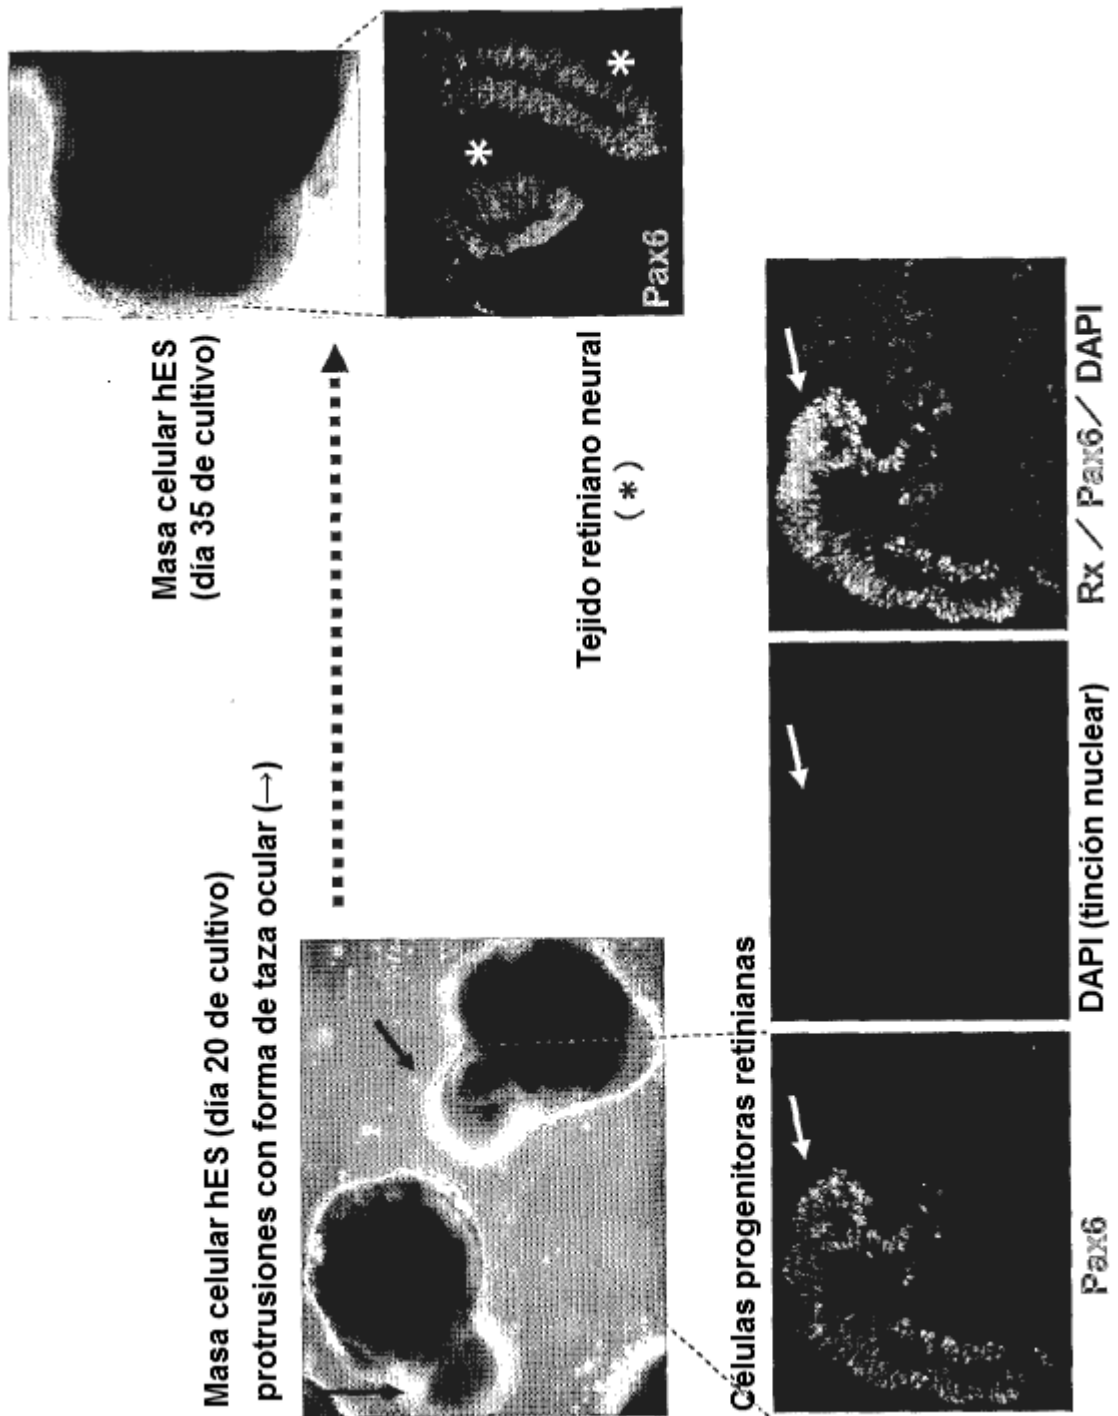 Masa celular hES (día 20 de cultivo)
protrusiones con forma de taza ocular (→)
Masa celular hES
(día 35 de cultivo)
Tejido retiniano neural
(*)
Pax6
Células progenitoras retinianas
Pax6
DAPI (tinción nuclear)
Rx / Pax6 / DAPI